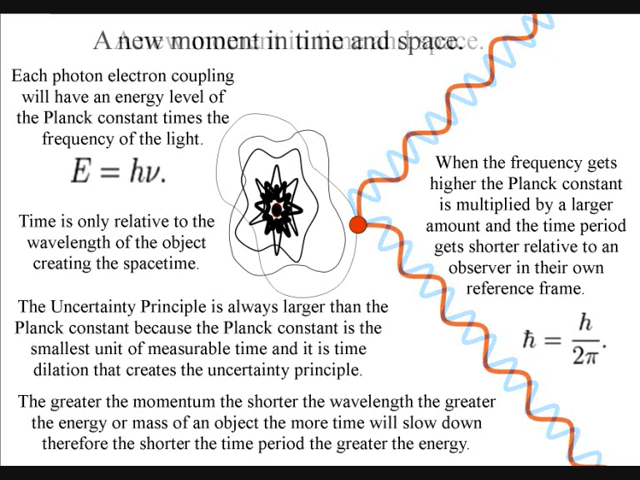 A new moment in time and space.
Each photon electron coupling
will have an energy level of
the Planck constant times the
frequency of the light.
E = hν.
Time is only relative to the
wavelength of the object
creating the spacetime.
When the frequency gets
higher the Planck constant
is multiplied by a larger
amount and the time period
gets shorter relative to an
observer in their own
reference frame.
ħ = h/2π.
The Uncertainty Principle is always larger than the
Planck constant because the Planck constant is the
smallest unit of measurable time and it is time
dilation that creates the uncertainty principle.
The greater the momentum the shorter the wavelength the greater
the energy or mass of an object the more time will slow down
therefore the shorter the time period the greater the energy.